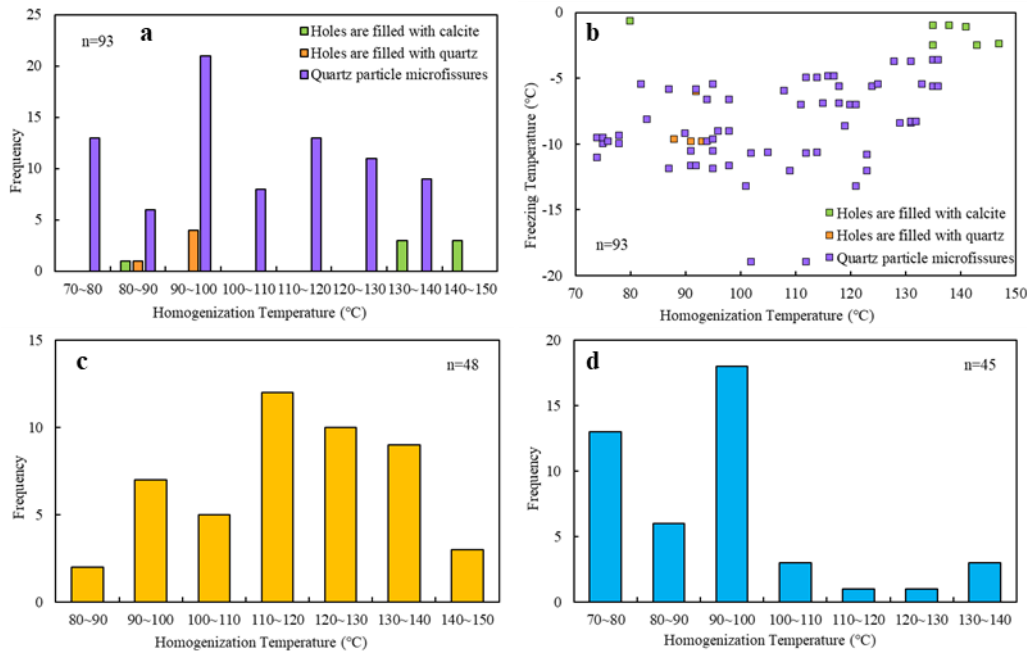 a
n=93
Holes are filled with calcite
Holes are filled with quartz
Quartz particle microfissures
Frequency
25
20
15
10
5
0
70~80 80~90 90~100 100~110 110~120 120~130 130~140 140~150
Homogenization Temperature (℃)
b
n=93
Holes are filled with calcite
Holes are filled with quartz
Quartz particle microfissures
Freezing Temperature (℃)
0
-5
-10
-15
-20
70 80 90 100 110 120 130 140 150
Homogenization Temperature (℃)
c
n=48
Frequency
15
10
5
0
80~90 90~100 100~110 110~120 120~130 130~140 140~150
Homogenization Temperature (℃)
d
n=45
Frequency
20
15
10
5
0
70~80 80~90 90~100 100~110 110~120 120~130 130~140
Homogenization Temperature (℃)